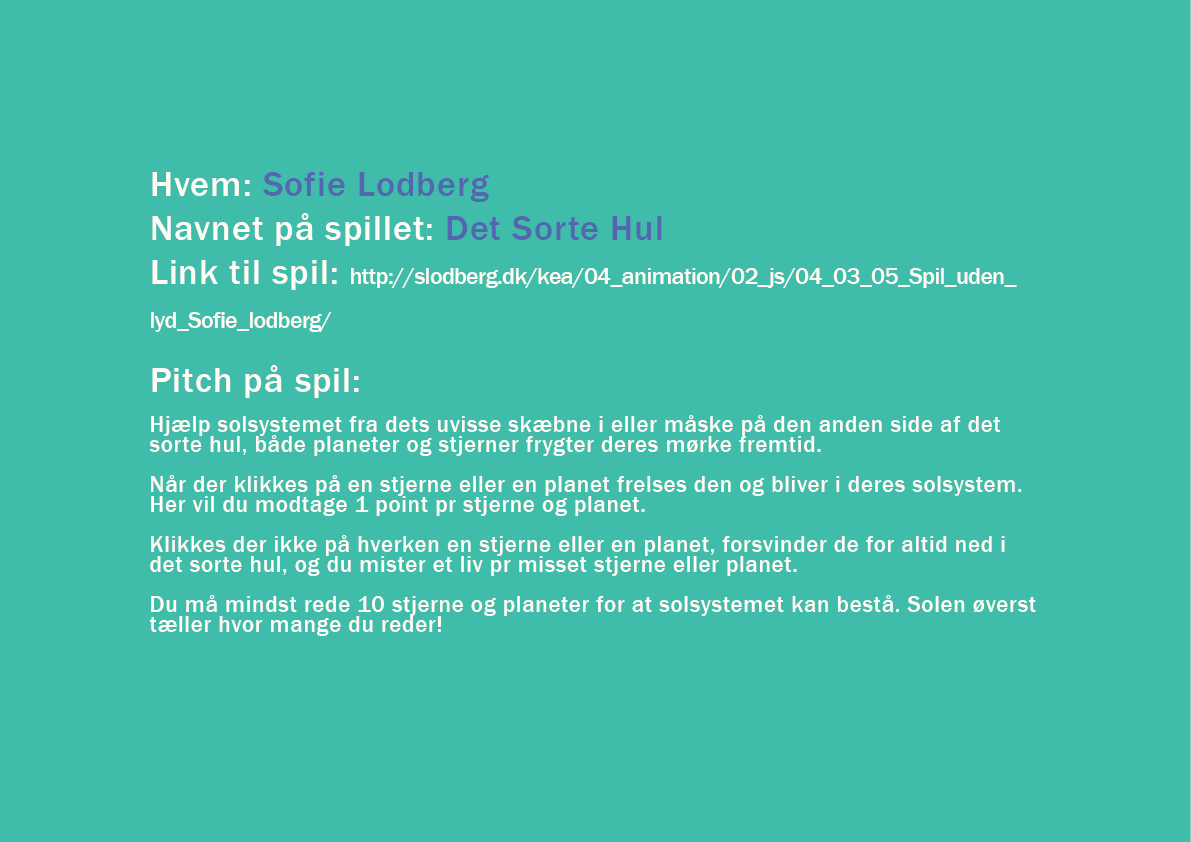 Hvem: Sofie Lodberg
Navnet på spillet: Det Sorte Hul
Link til spil: http://slodberg.dk/kea/04_animation/02_js/04_03_05_Spil_uden_
lyd_Sofie_lodberg/
Pitch på spil:
Hjælp solsystemet fra dets uvisse skæbne i eller måske på den anden side af det
sorte hul, både planeter og stjerner frygter deres mørke fremtid.
Når der klikkes på en stjerne eller en planet frelses den og bliver i deres solsystem.
Her vil du modtage 1 point pr stjerne og planet.
Klikkes der ikke på hverken en stjerne eller en planet, forsvinder de for altid ned i
det sorte hul, og du mister et liv pr misset stjerne eller planet.
Du må mindst rede 10 stjerne og planeter for at solsystemet kan bestå. Solen øverst
tæller hvor mange du reder!